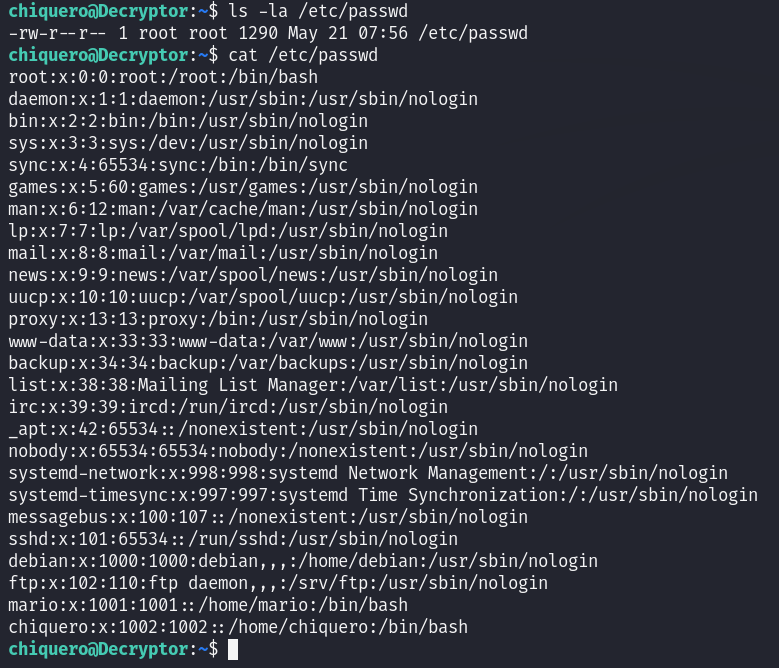 chiquero@Decryptor:~$ ls -la /etc/passwd
-rw-r--r-- 1 root root 1290 May 21 07:56 /etc/passwd
chiquero@Decryptor:~$ cat /etc/passwd
root:x:0:0:root:/root:/bin/bash
daemon:x:1:1:daemon:/usr/sbin:/usr/sbin/nologin
bin:x:2:2:bin:/bin:/usr/sbin/nologin
sys:x:3:3:sys:/dev:/usr/sbin/nologin
sync:x:4:65534:sync:/bin:/bin/sync
games:x:5:60:games:/usr/games:/usr/sbin/nologin
man:x:6:12:man:/var/cache/man:/usr/sbin/nologin
lp:x:7:7:lp:/var/spool/lpd:/usr/sbin/nologin
mail:x:8:8:mail:/var/mail:/usr/sbin/nologin
news:x:9:9:news:/var/spool/news:/usr/sbin/nologin
uucp:x:10:10:uucp:/var/spool/uucp:/usr/sbin/nologin
proxy:x:13:13:proxy:/bin:/usr/sbin/nologin
www-data:x:33:33:www-data:/var/www:/usr/sbin/nologin
backup:x:34:34:backup:/var/backups:/usr/sbin/nologin
list:x:38:38:Mailing List Manager:/var/list:/usr/sbin/nologin
irc:x:39:39:ircd:/run/ircd:/usr/sbin/nologin
_apt:x:42:65534::/nonexistent:/usr/sbin/nologin
nobody:x:65534:65534:nobody:/nonexistent:/usr/sbin/nologin
systemd-network:x:998:998:systemd Network Management:/:/usr/sbin/nologin
systemd-timesync:x:997:997:systemd Time Synchronization:/:/usr/sbin/nologin
messagebus:x:100:107::/nonexistent:/usr/sbin/nologin
sshd:x:101:65534::/run/sshd:/usr/sbin/nologin
debian:x:1000:1000:debian,,,:/home/debian:/usr/sbin/nologin
ftp:x:102:110:ftp daemon,,,:/srv/ftp:/usr/sbin/nologin
mario:x:1001:1001::/home/mario:/bin/bash
chiquero:x:1002:1002::/home/chiquero:/bin/bash
chiquero@Decryptor:~$